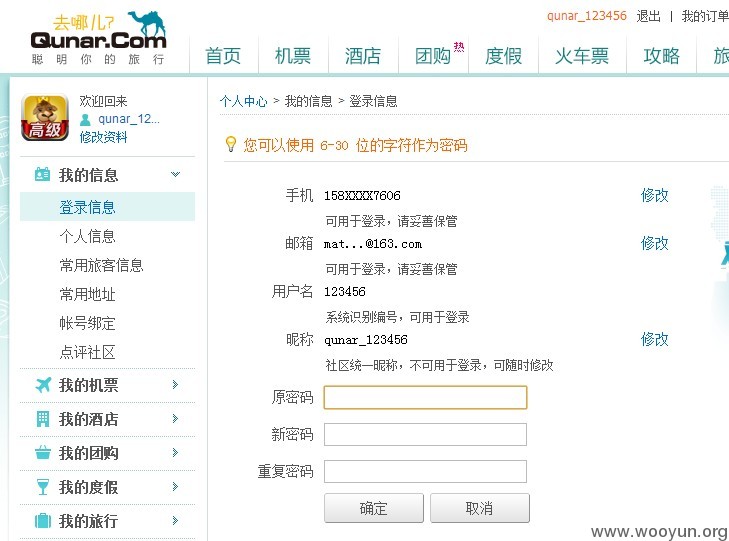 qunar_123456 退出 | 我的订单
去哪儿?
Qunar.Com
聪明你的旅行
首页 机票 酒店 团购 热 度假 火车票 攻略 旅
高级
欢迎回来
qunar_12...
修改资料
个人中心 > 我的信息 > 登录信息
您可以使用 6-30 位的字符作为密码
我的信息
登录信息
个人信息
常用旅客信息
常用地址
帐号绑定
点评社区
我的机票
我的酒店
我的团购
我的度假
我的旅行
手机 158XXXX7606 修改
可用于登录，请妥善保管
邮箱 mat...@163.com 修改
可用于登录，请妥善保管
用户名 123456
系统识别编号，可用于登录
昵称 qunar_123456 修改
社区统一昵称，不可用于登录，可随时修改
原密码
新密码
重复密码
确定 取消
www.wooyun.org